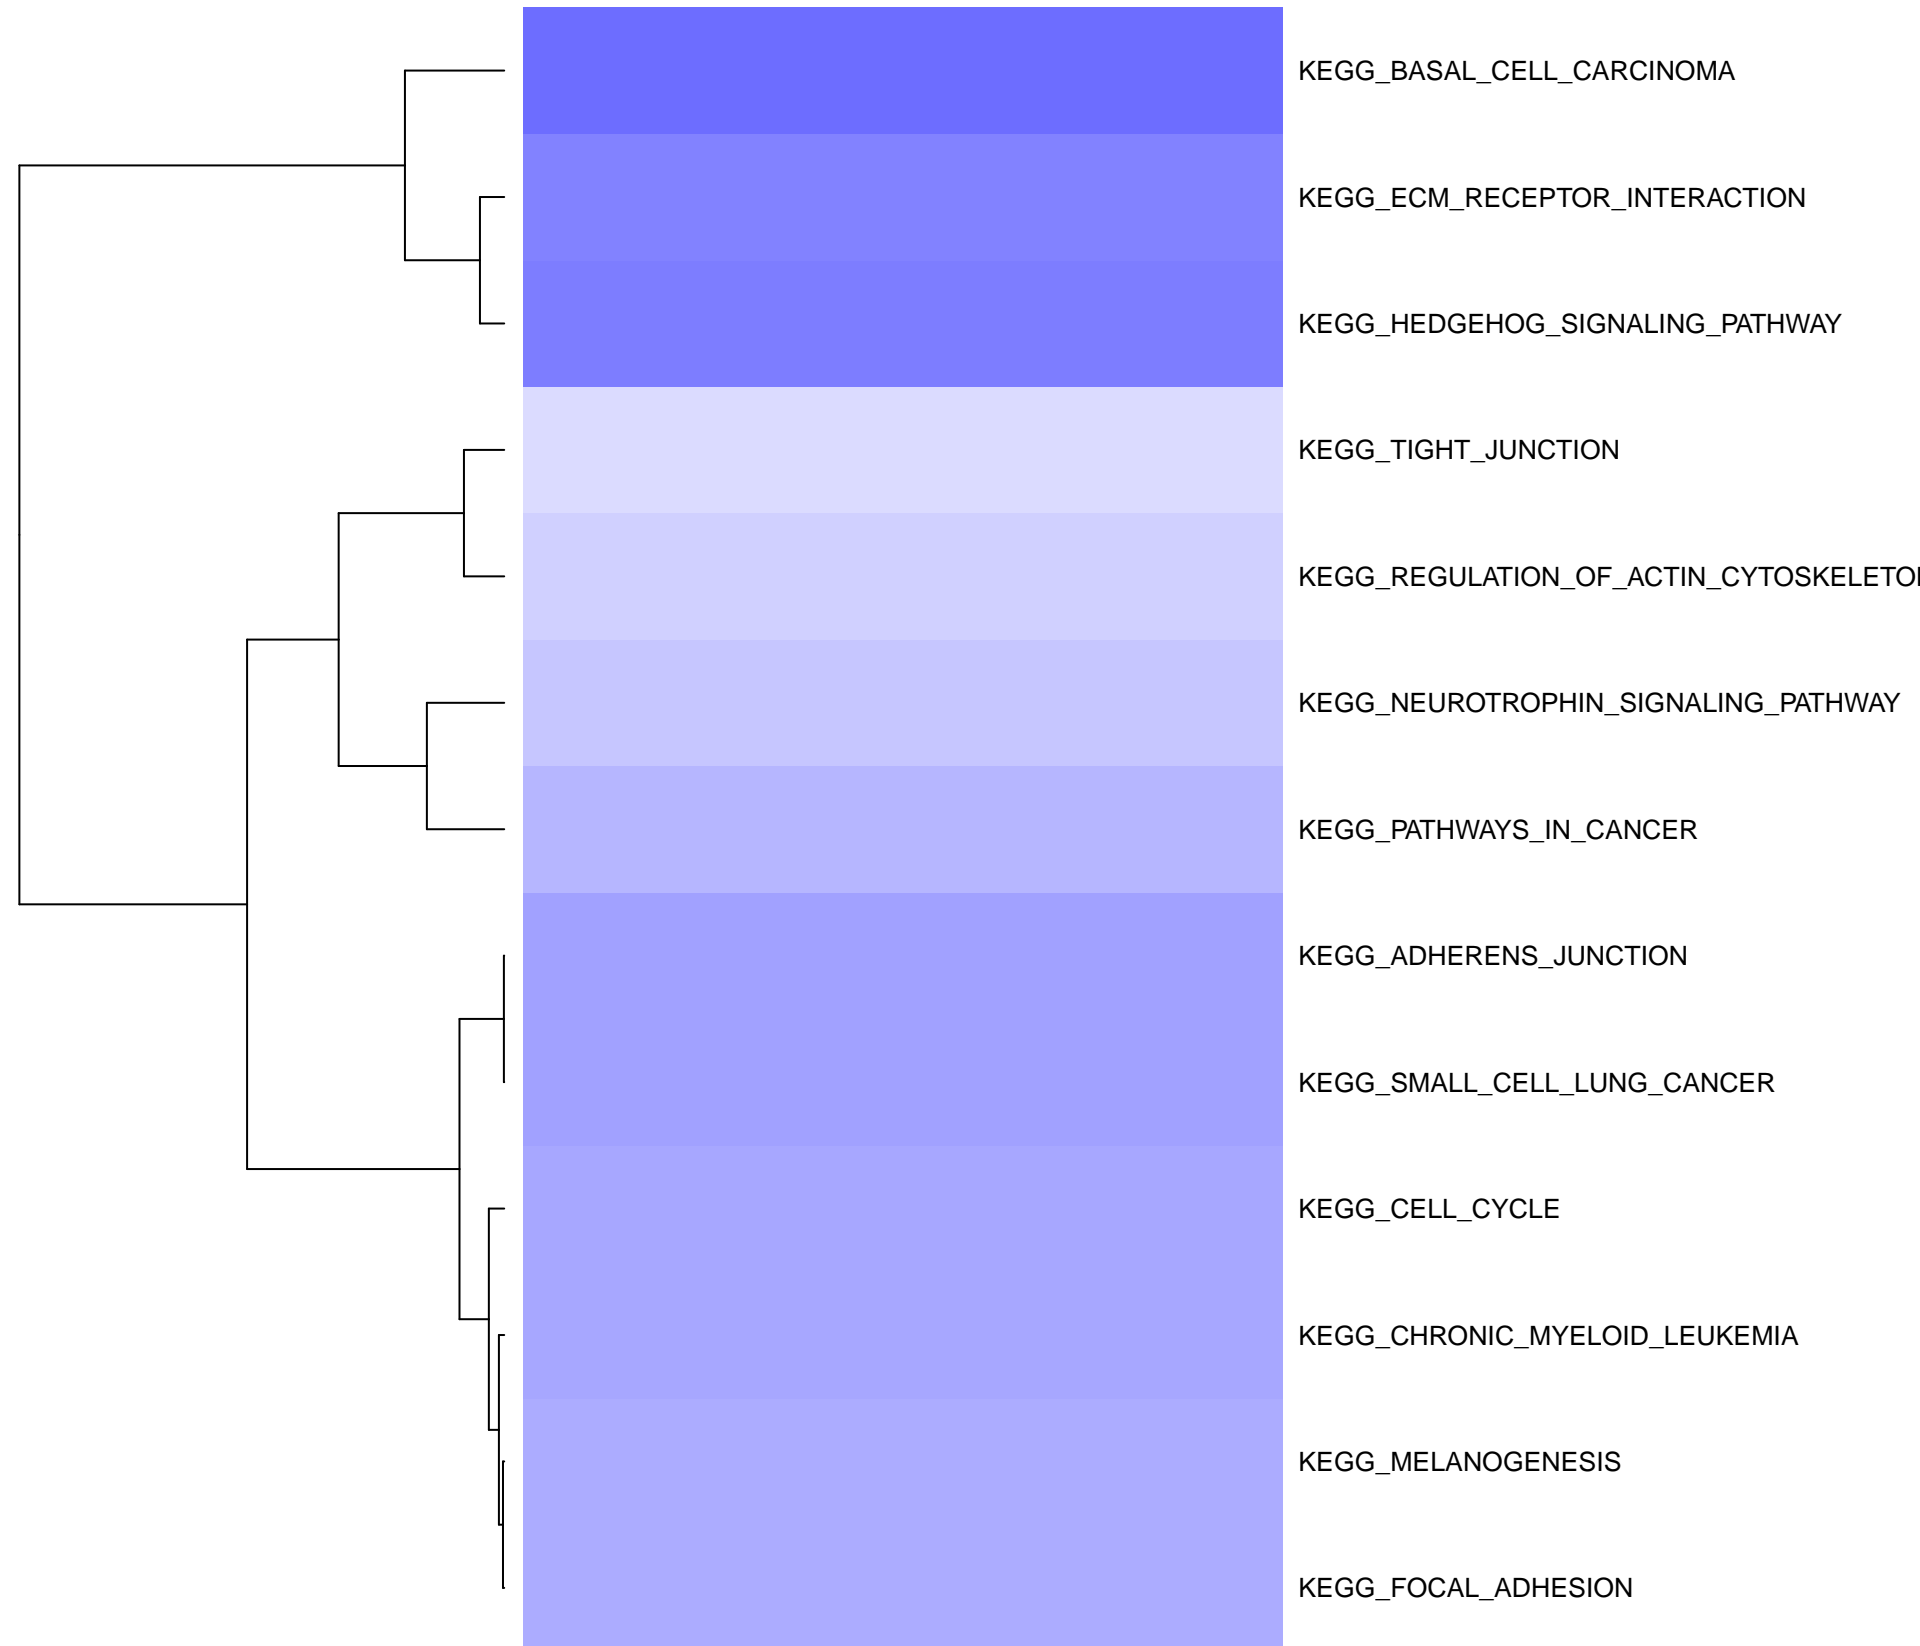 KEGG_BASAL_CELL_CARCINOMA
KEGG_ECM_RECEPTOR_INTERACTION
KEGG_HEDGEHOG_SIGNALING_PATHWAY
KEGG_TIGHT_JUNCTION
KEGG_REGULATION_OF_ACTIN_CYTOSKELETO
KEGG_NEUROTROPHIN_SIGNALING_PATHWAY
KEGG_PATHWAYS_IN_CANCER
KEGG_ADHERENS_JUNCTION
KEGG_SMALL_CELL_LUNG_CANCER
KEGG_CELL_CYCLE
KEGG_CHRONIC_MYELOID_LEUKEMIA
KEGG_MELANOGENESIS
KEGG_FOCAL_ADHESION